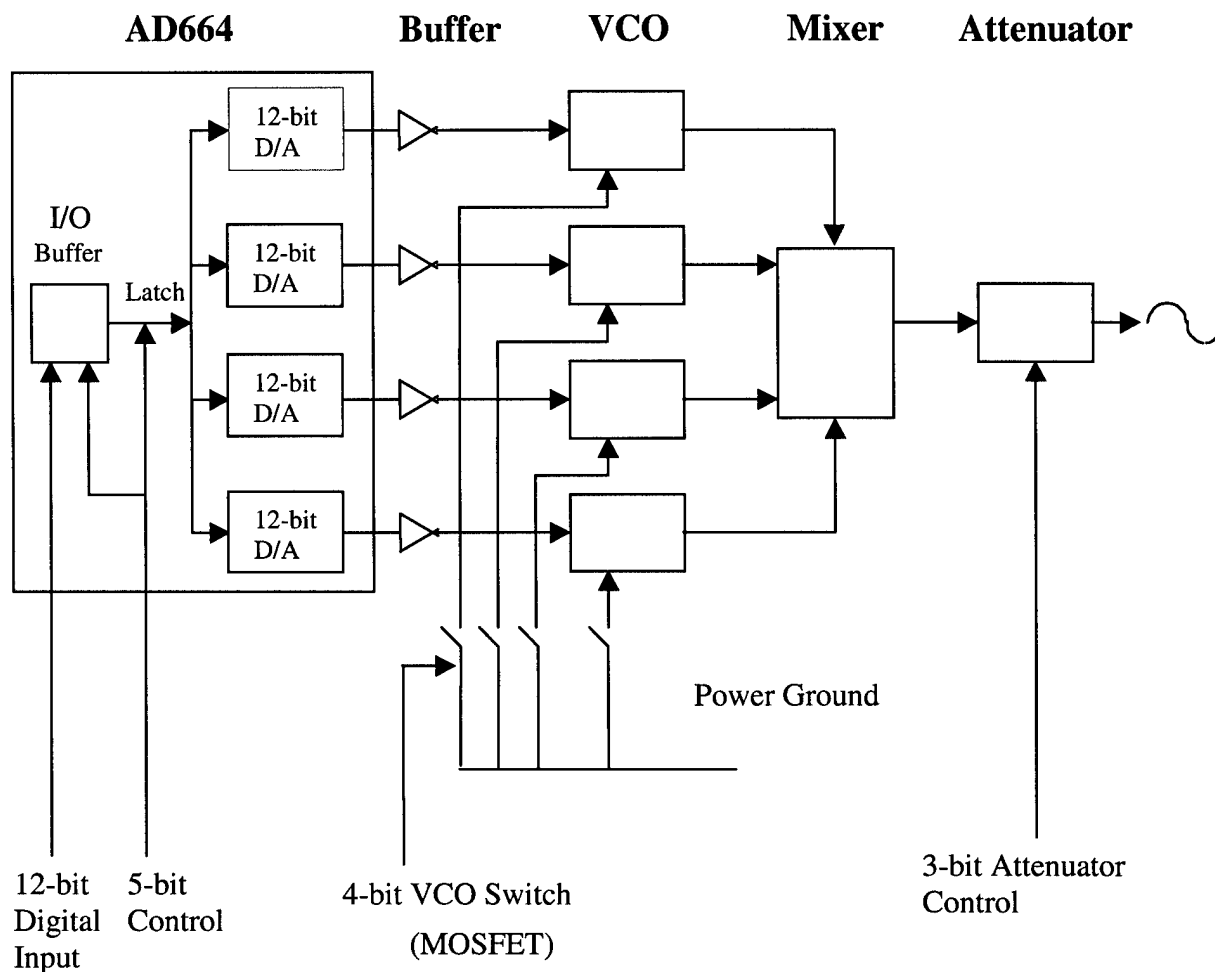 AD664
Buffer
VCO
Mixer
Attenuator
12-bit
D/A
I/O
Buffer
12-bit
D/A
Latch
12-bit
D/A
12-bit
D/A
Power Ground
12-bit
Digital
Input
5-bit
Control
4-bit VCO Switch
(MOSFET)
3-bit Attenuator
Control